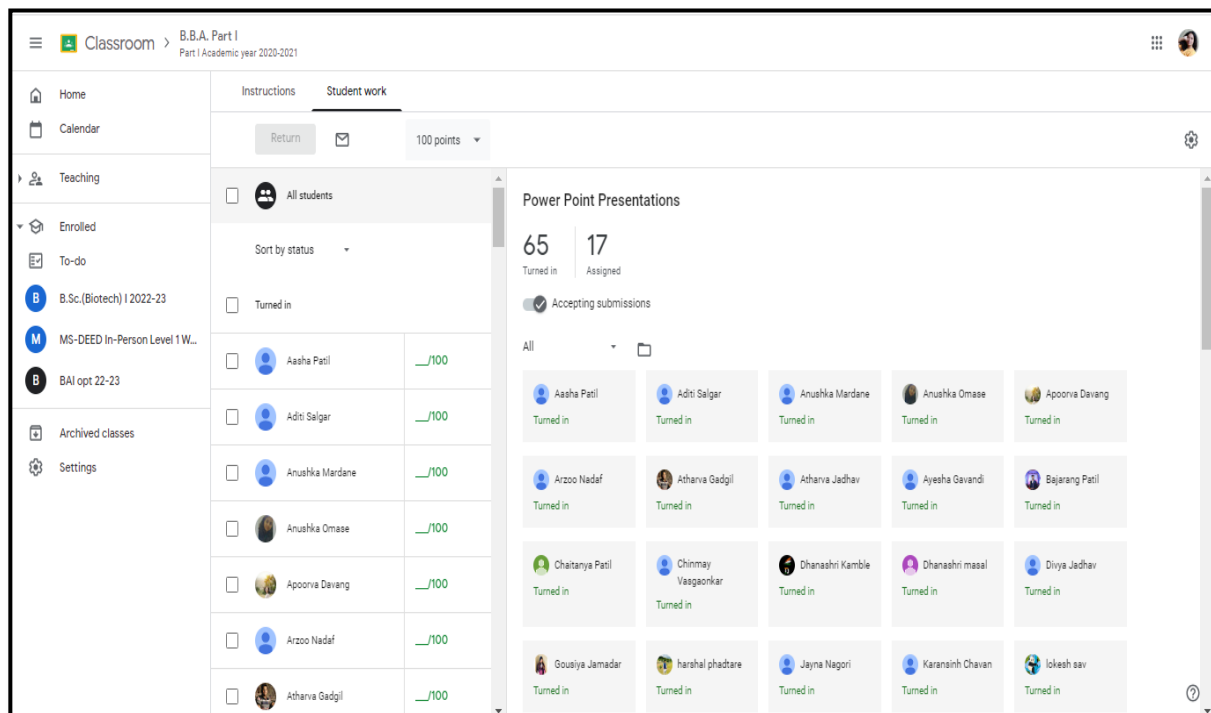 Classroom > B.B.A. Part I
Part I Academic year 2020-2021
Home
Calendar
Teaching
Enrolled
To-do
B B.Sc.(Biotech) I 2022-23
M MS-DEED In-Person Level 1 W...
B BAI opt 22-23
Archived classes
Settings
Instructions Student work
Return 100 points
All students
Sort by status
Turned in
Aasha Patil __/100
Aditi Salgar __/100
Anushka Mardane __/100
Anushka Omase __/100
Apoorva Davang __/100
Arzoo Nadaf __/100
Atharva Gadgil __/100
Power Point Presentations
65 17
Turned in Assigned
Accepting submissions
All
Aasha Patil Aditi Salgar Anushka Mardane Anushka Omase Apoorva Davang
Turned in Turned in Turned in Turned in Turned in
Arzoo Nadaf Atharva Gadgil Atharva Jadhav Ayesha Gavandi Bajarang Patil
Turned in Turned in Turned in Turned in Turned in
Chaitanya Patil Chinmay Dhanashri Kamble Dhanashri masal Divya Jadhav
Vasgaonkar
Turned in Turned in Turned in Turned in
Turned in
Gousiya Jamadar harshal phadtare Jayna Nagori Karansinh Chavan lokesh sav
Turned in Turned in Turned in Turned in Turned in